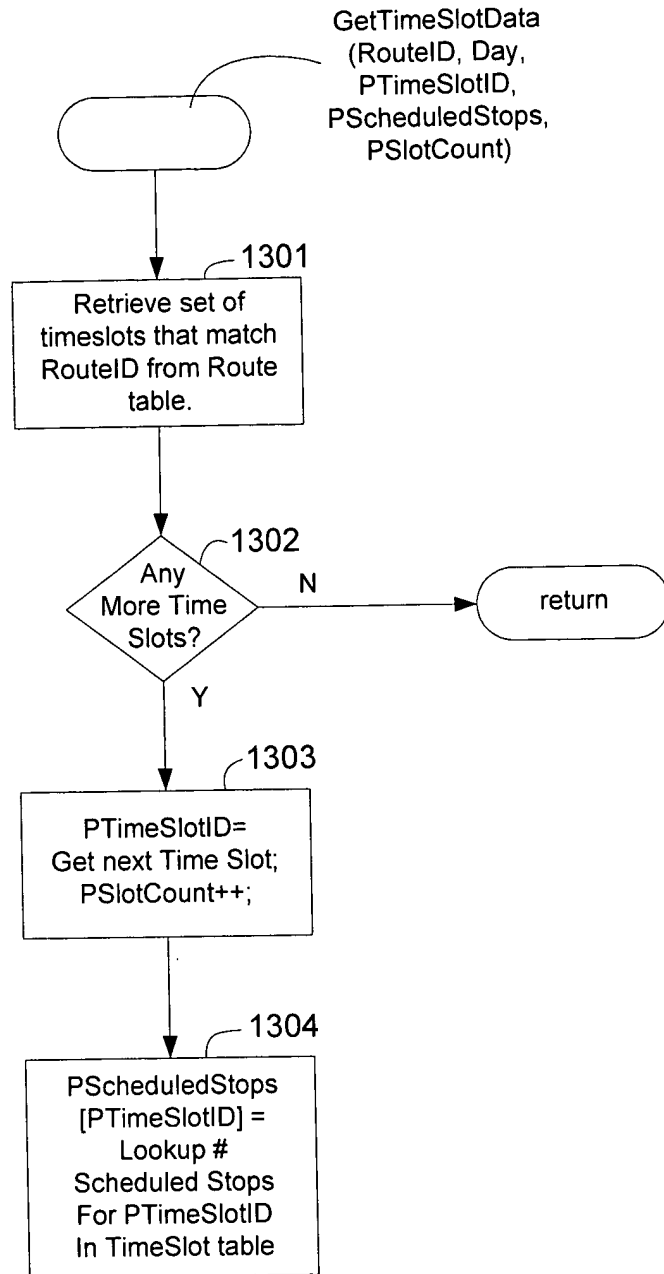 GetTimeSlotData
(RouteID, Day,
PTimeSlotID,
PScheduledStops,
PSlotCount)
1301
Retrieve set of
timeslots that match
RouteID from Route
table.
1302
Any
More Time
Slots?
N
return
Y
1303
PTimeSlotID=
Get next Time Slot;
PSlotCount++;
1304
PScheduledStops
[PTimeSlotID] =
Lookup #
Scheduled Stops
For PTimeSlotID
In TimeSlot table